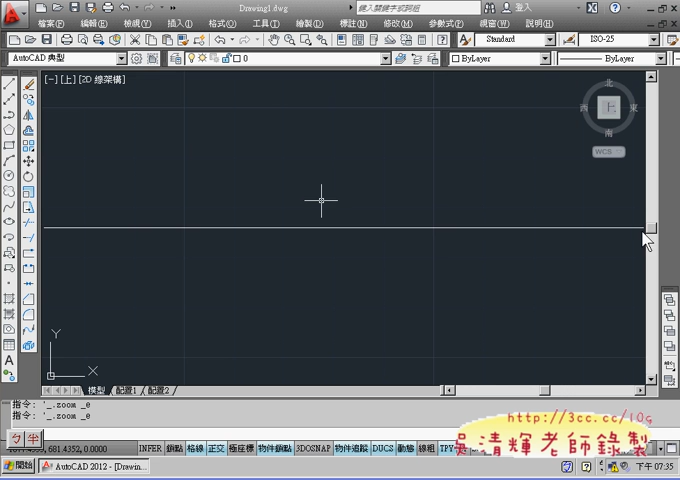 Drawing1.dwg
鍵入關鍵字或片語
登入
檔案(F) 編輯(E) 檢視(V) 插入(I) 格式(O) 工具(T) 繪製(D) 標註(N) 修改(M) 參數式(P) 視窗(W) 說明(H)
Standard ISO-25
AutoCAD 典型 0 ByLayer ByLayer
[-] [上] [2D 線架構]
北
西 上 東
南
WCS
Y
X
A
模型 配置1 配置2
指令: '_.zoom _e
指令: '_.zoom _e
http://3cc.cc/10g
吳清輝老師錄製
ㄅ 半
681.4352, 0.0000 INFER 鎖點 格線 正交 極座標 物件鎖點 3DOSNAP 物件追蹤 DUCS 動態 線粗 TPY
開始 AutoCAD 2012 - [Drawin... 下午 07:35